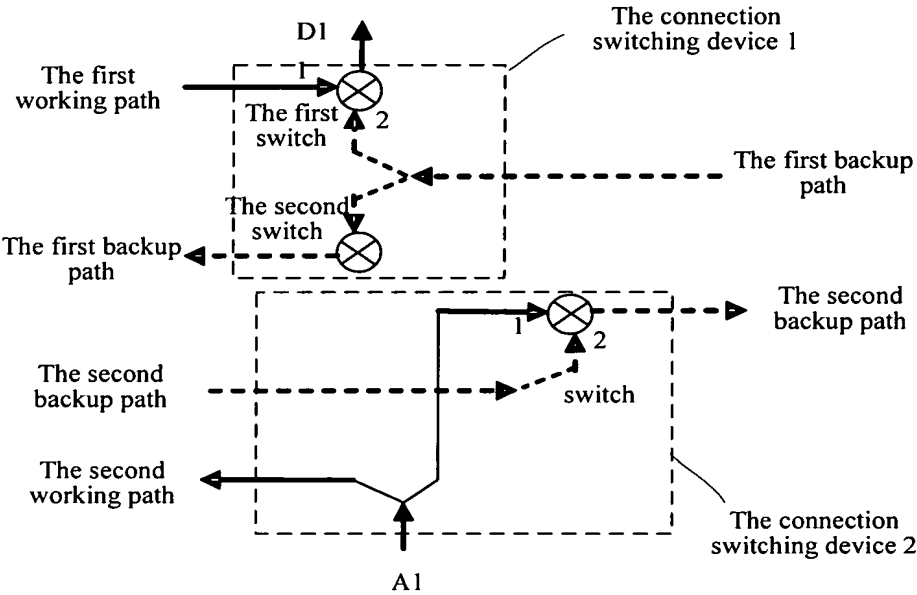 The connection
switching device 1
D1
The first
working path
1
The first
switch
2
The first backup
path
The second
switch
The first backup
path
The second
backup path
1
2
The second
backup path
switch
The second
working path
The connection
switching device 2
A1